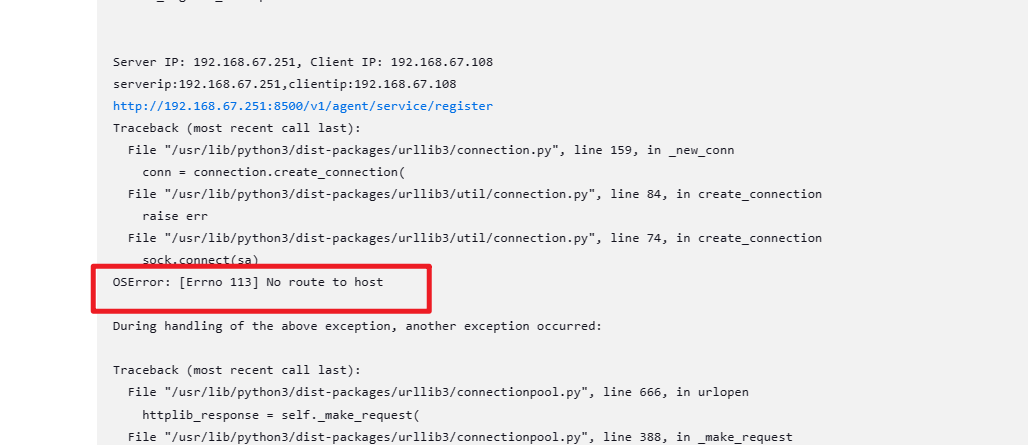 Server IP: 192.168.67.251, Client IP: 192.168.67.108
serverip:192.168.67.251,clientip:192.168.67.108
http://192.168.67.251:8500/v1/agent/service/register
Traceback (most recent call last):
  File "/usr/lib/python3/dist-packages/urllib3/connection.py", line 159, in _new_conn
    conn = connection.create_connection(
  File "/usr/lib/python3/dist-packages/urllib3/util/connection.py", line 84, in create_connection
    raise err
  File "/usr/lib/python3/dist-packages/urllib3/util/connection.py", line 74, in create_connection
    sock.connect(sa)
OSError: [Errno 113] No route to host
During handling of the above exception, another exception occurred:
Traceback (most recent call last):
  File "/usr/lib/python3/dist-packages/urllib3/connectionpool.py", line 666, in urlopen
    httplib_response = self._make_request(
  File "/usr/lib/python3/dist-packages/urllib3/connectionpool.py", line 388, in _make_request